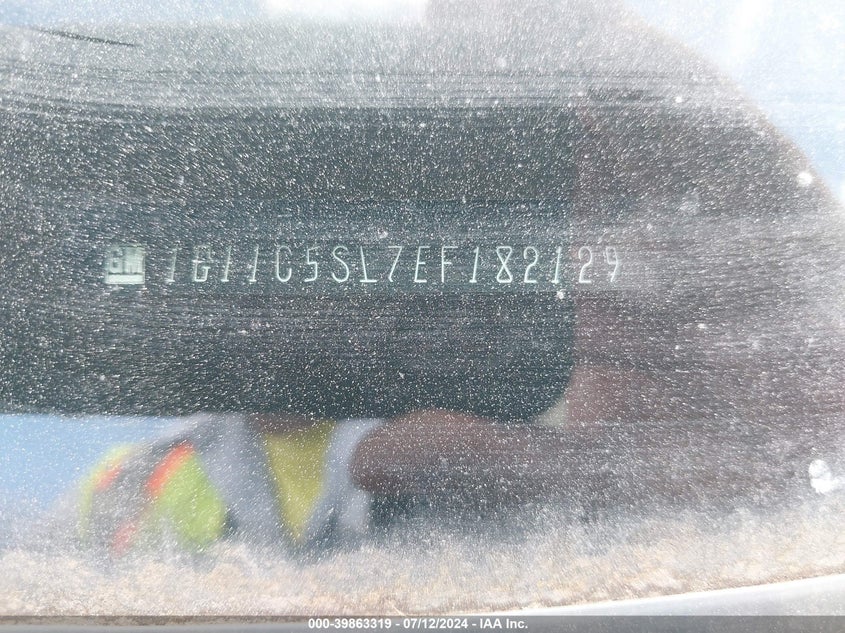 GM 1G11C5SL7EF182129
000-39863319 - 07/12/2024 - IAA Inc.